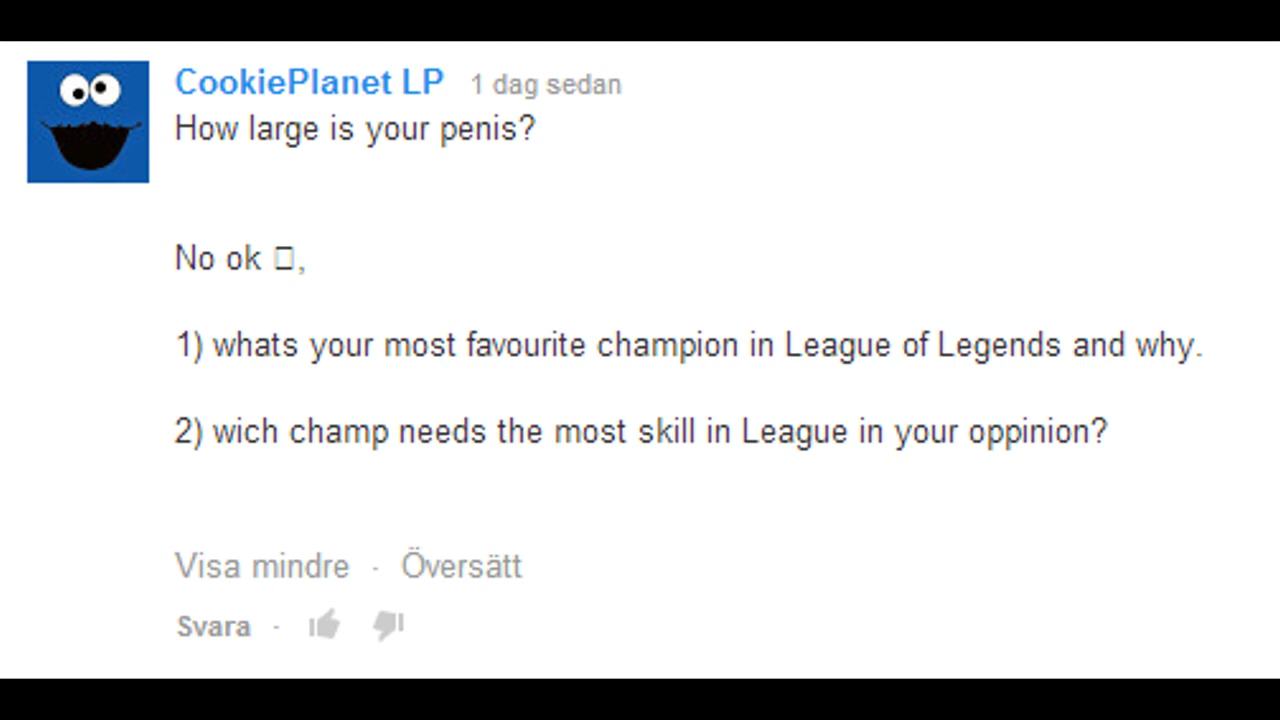 CookiePlanet LP 1 dag sedan
How large is your penis?
No ok □,
1) whats your most favourite champion in League of Legends and why.
2) wich champ needs the most skill in League in your oppinion?
Visa mindre · Översätt
Svara ·